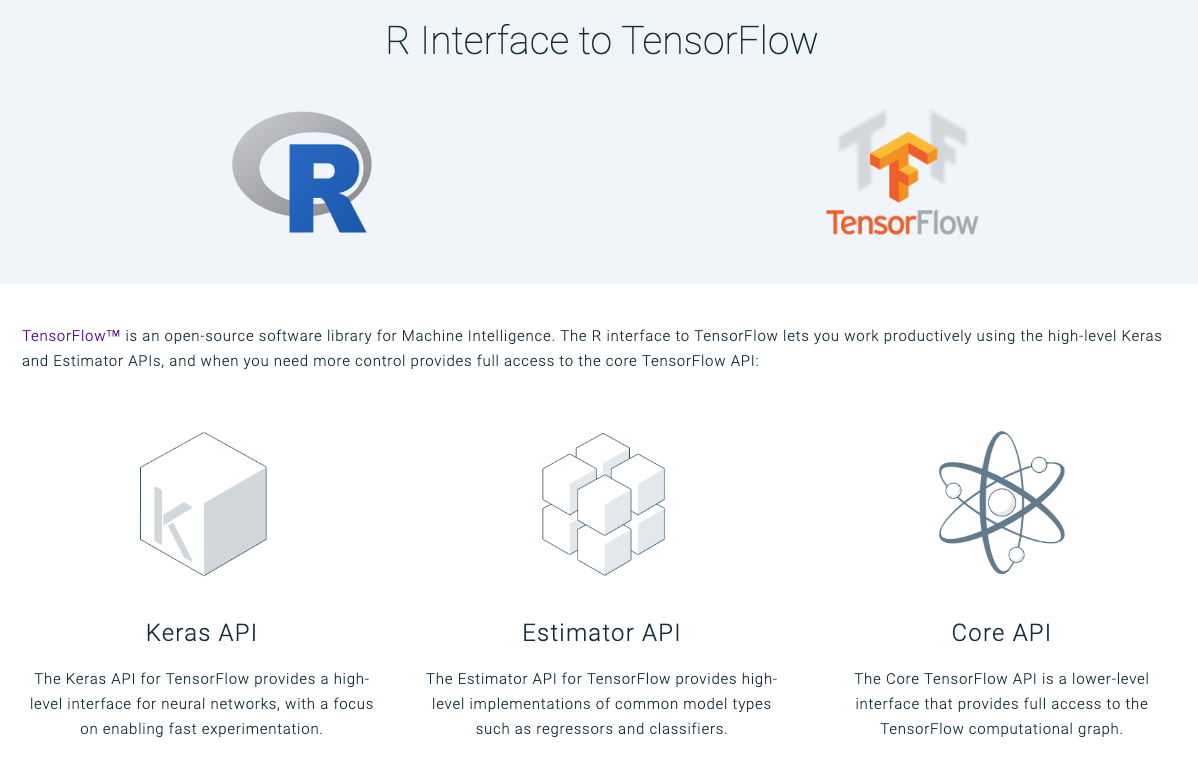 R Interface to TensorFlow
R
TensorFlow
TensorFlow™ is an open-source software library for Machine Intelligence. The R interface to TensorFlow lets you work productively using the high-level Keras
and Estimator APIs, and when you need more control provides full access to the core TensorFlow API:
K
Keras API
The Keras API for TensorFlow provides a high-
level interface for neural networks, with a focus
on enabling fast experimentation.
Estimator API
The Estimator API for TensorFlow provides high-
level implementations of common model types
such as regressors and classifiers.
Core API
The Core TensorFlow API is a lower-level
interface that provides full access to the
TensorFlow computational graph.